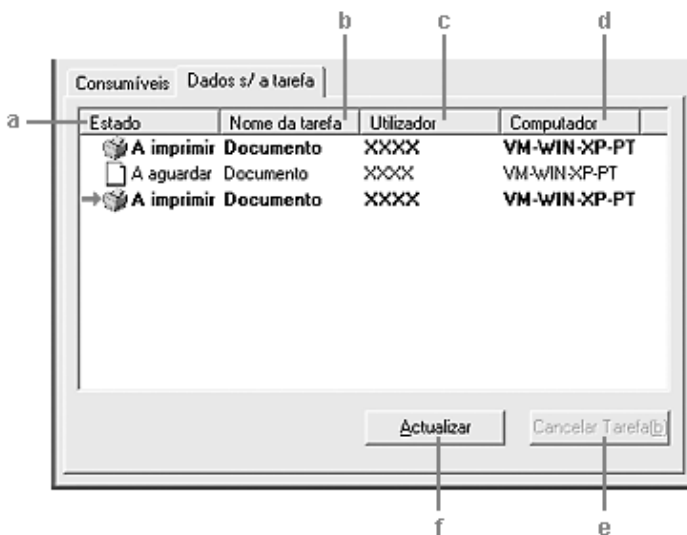 b c d
Consumíveis Dados s/ a tarefa
a Estado Nome da tarefa Utilizador Computador
A imprimir Documento XXXX VM-WIN-XP-PT
A aguardar Documento XXXX VM-WIN-XP-PT
A imprimir Documento XXXX VM-WIN-XP-PT
Actualizar Cancelar Tarefa(b)
f e